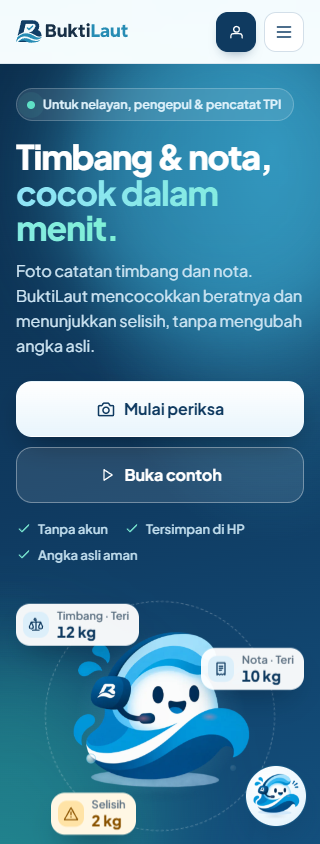 BuktiLaut
Untuk nelayan, pengepul & pencatat TPI
Timbang & nota,
cocok dalam
menit.
Foto catatan timbang dan nota.
BuktiLaut mencocokkan beratnya dan
menunjukkan selisih, tanpa mengubah
angka asli.
Mulai periksa
Buka contoh
Tanpa akun
Tersimpan di HP
Angka asli aman
Timbang · Teri
12 kg
Nota · Teri
10 kg
Selisih
2 kg